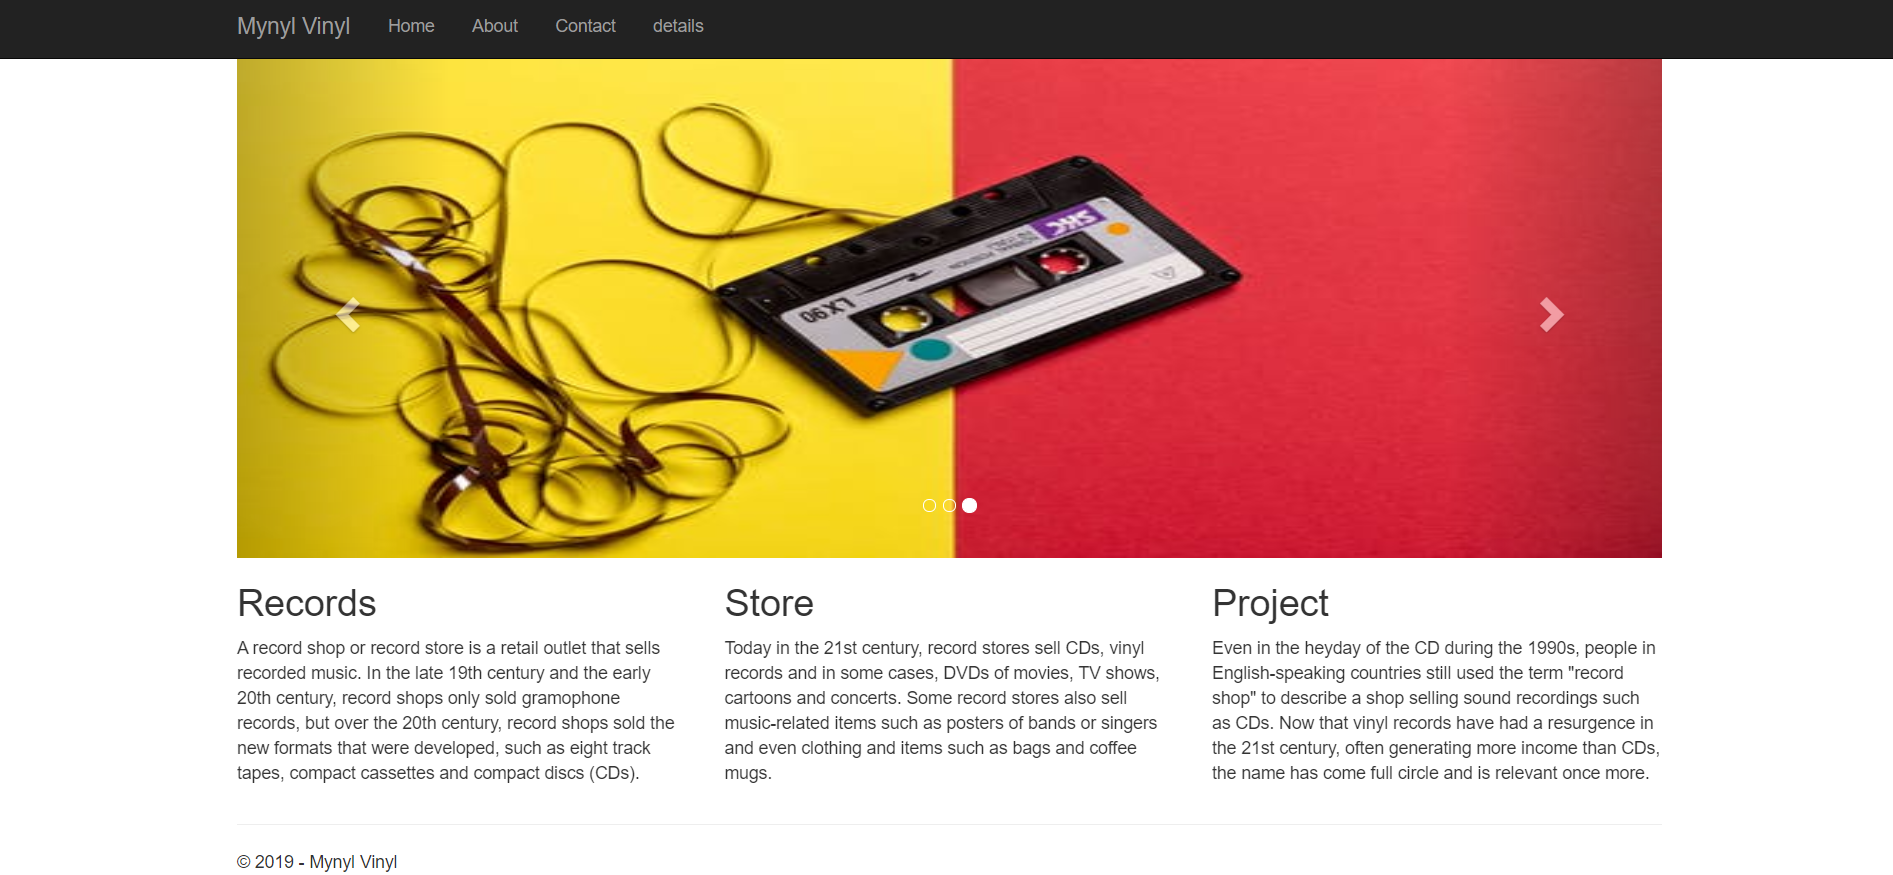 Mynyl Vinyl Home About Contact details
SKC
LX 90
Records
A record shop or record store is a retail outlet that sells
recorded music. In the late 19th century and the early
20th century, record shops only sold gramophone
records, but over the 20th century, record shops sold the
new formats that were developed, such as eight track
tapes, compact cassettes and compact discs (CDs).
Store
Today in the 21st century, record stores sell CDs, vinyl
records and in some cases, DVDs of movies, TV shows,
cartoons and concerts. Some record stores also sell
music-related items such as posters of bands or singers
and even clothing and items such as bags and coffee
mugs.
Project
Even in the heyday of the CD during the 1990s, people in
English-speaking countries still used the term "record
shop" to describe a shop selling sound recordings such
as CDs. Now that vinyl records have had a resurgence in
the 21st century, often generating more income than CDs,
the name has come full circle and is relevant once more.
© 2019 - Mynyl Vinyl